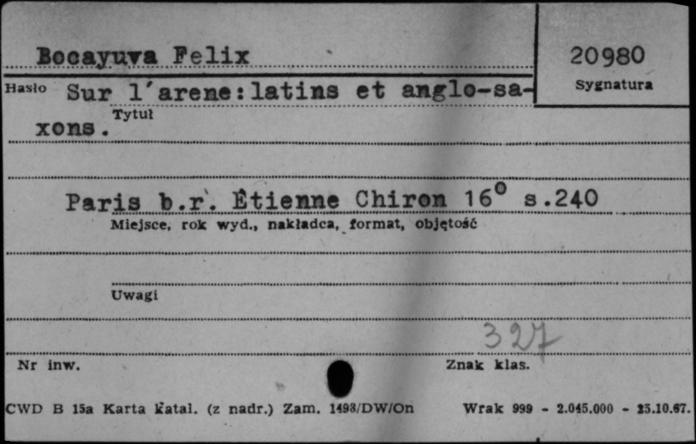 Bocayuva Felix
20980
Hasło Sur l'arene:latins et anglo-sa-
Sygnatura
Tytuł
xons.
Paris b.r. Êtienne Chiron 16° s.240
Miejsce, rok wyd., nakładca, format, objętość
Uwagi
327
Nr inw.
Znak klas.
CWD B 15a Karta katal. (z nadr.) Zam. 1498/DW/On Wrak 999 - 2.045.000 - 25.10.67.